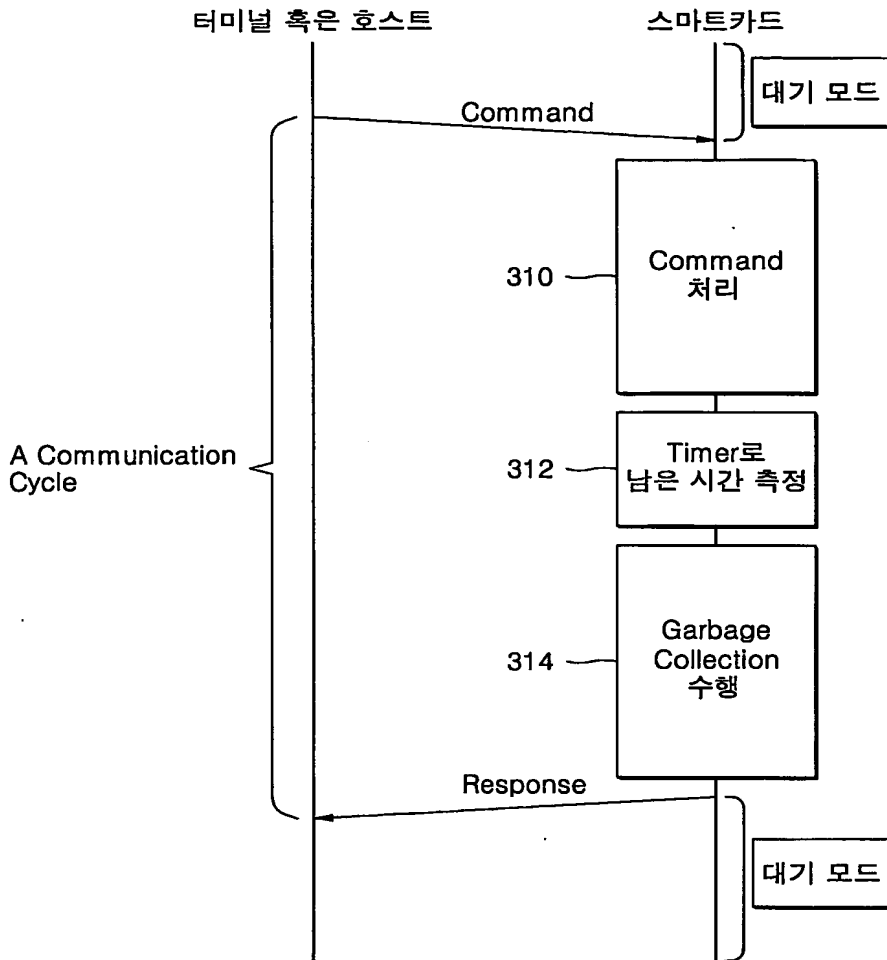 터미널 혹은 호스트
스마트카드
대기 모드
Command
310
Command
처리
A Communication
Cycle
312
Timer로
남은 시간 측정
314
Garbage
Collection
수행
Response
대기 모드